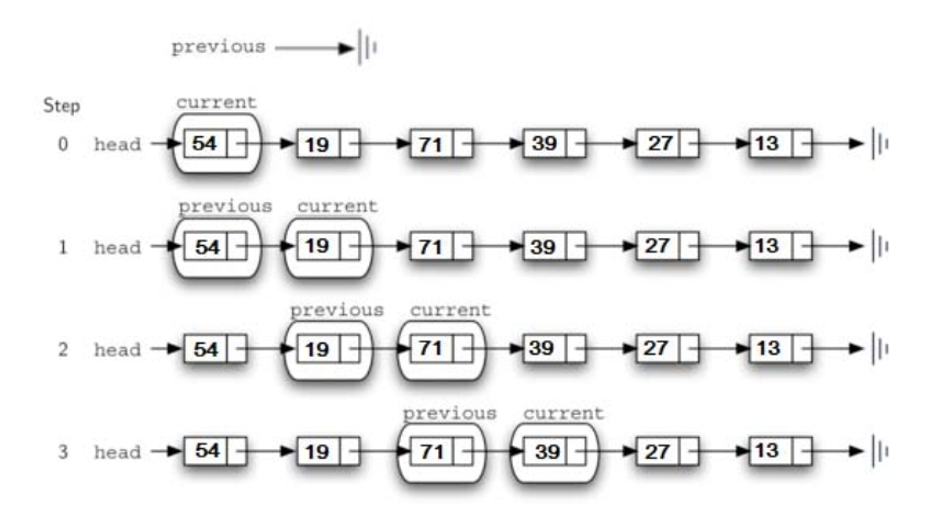 previous
Step current
0 head 54 19 71 39 27 13
previous current
1 head 54 19 71 39 27 13
previous current
2 head 54 19 71 39 27 13
previous current
3 head 54 19 71 39 27 13